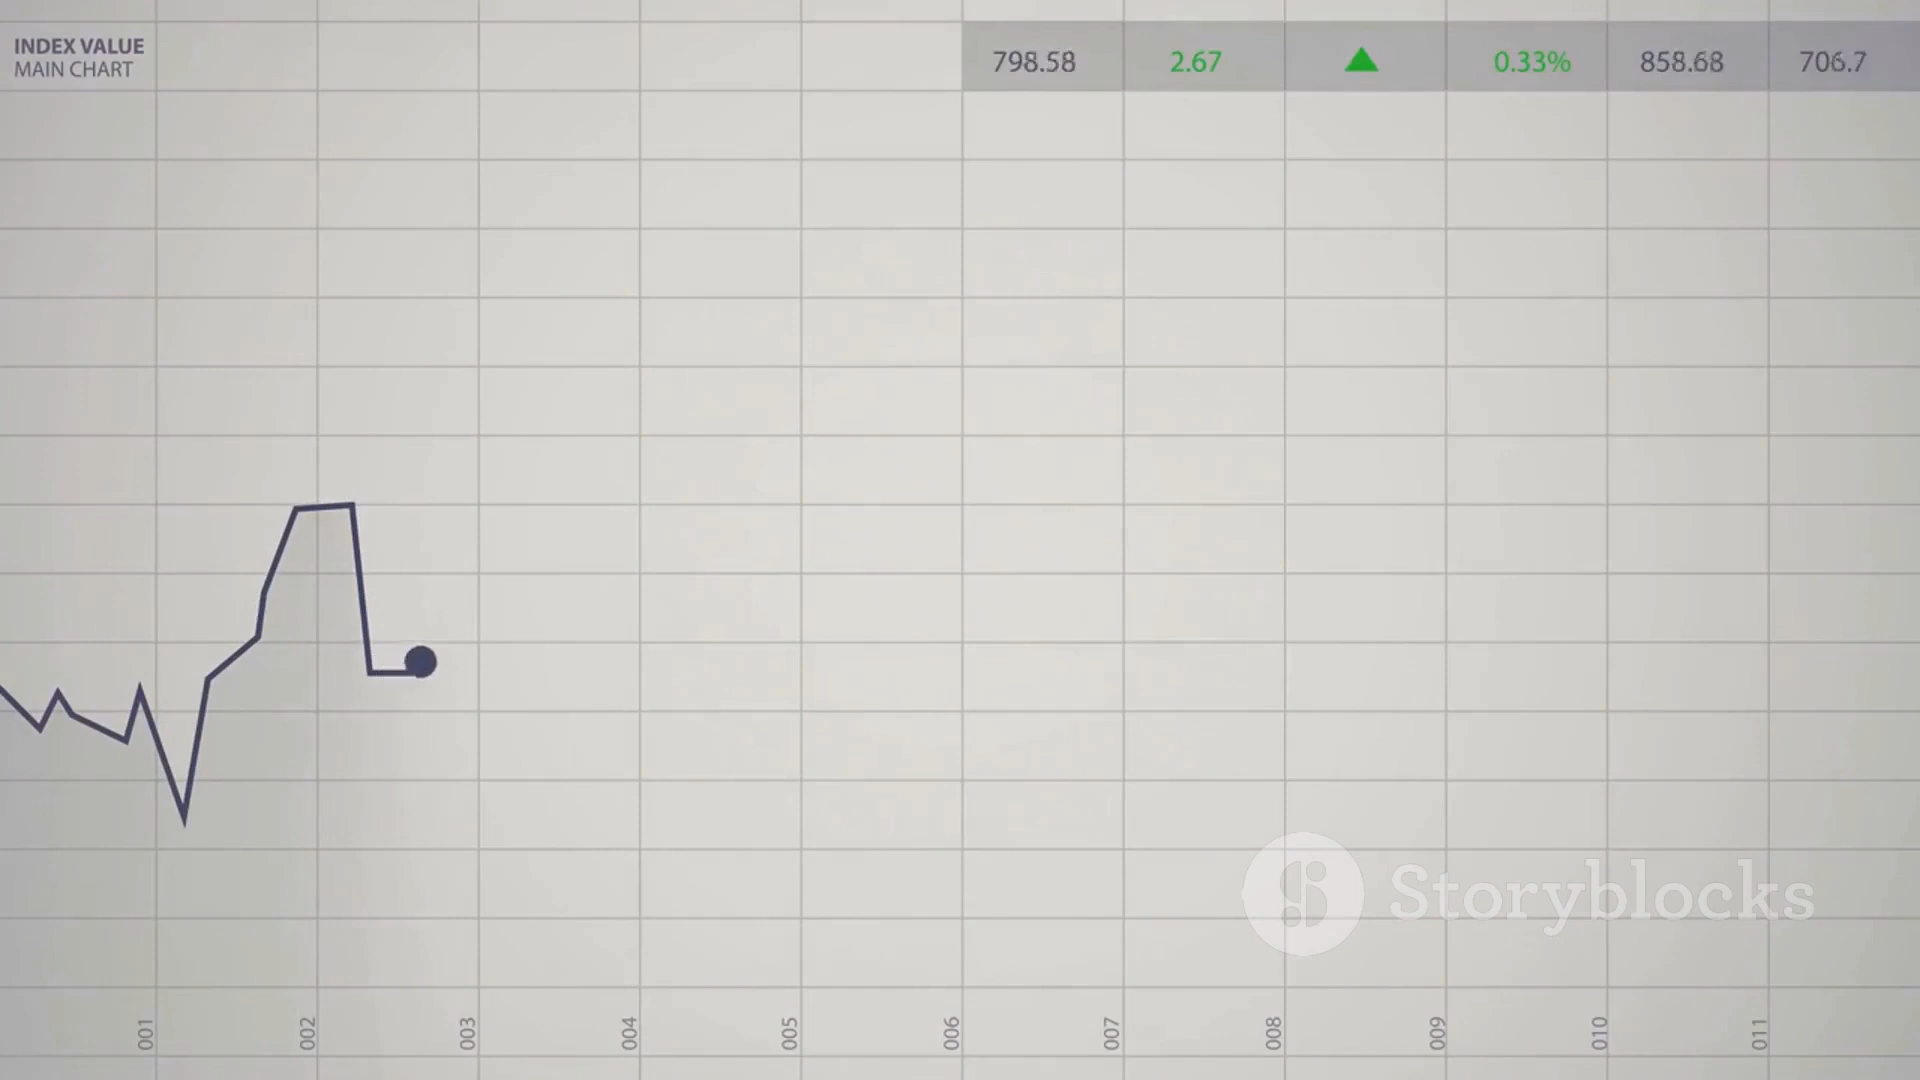 INDEX VALUE
MAIN CHART
798.58 2.67 0.33% 858.68 706.7
Storyblocks
001 002 003 004 005 006 007 008 009 010 011